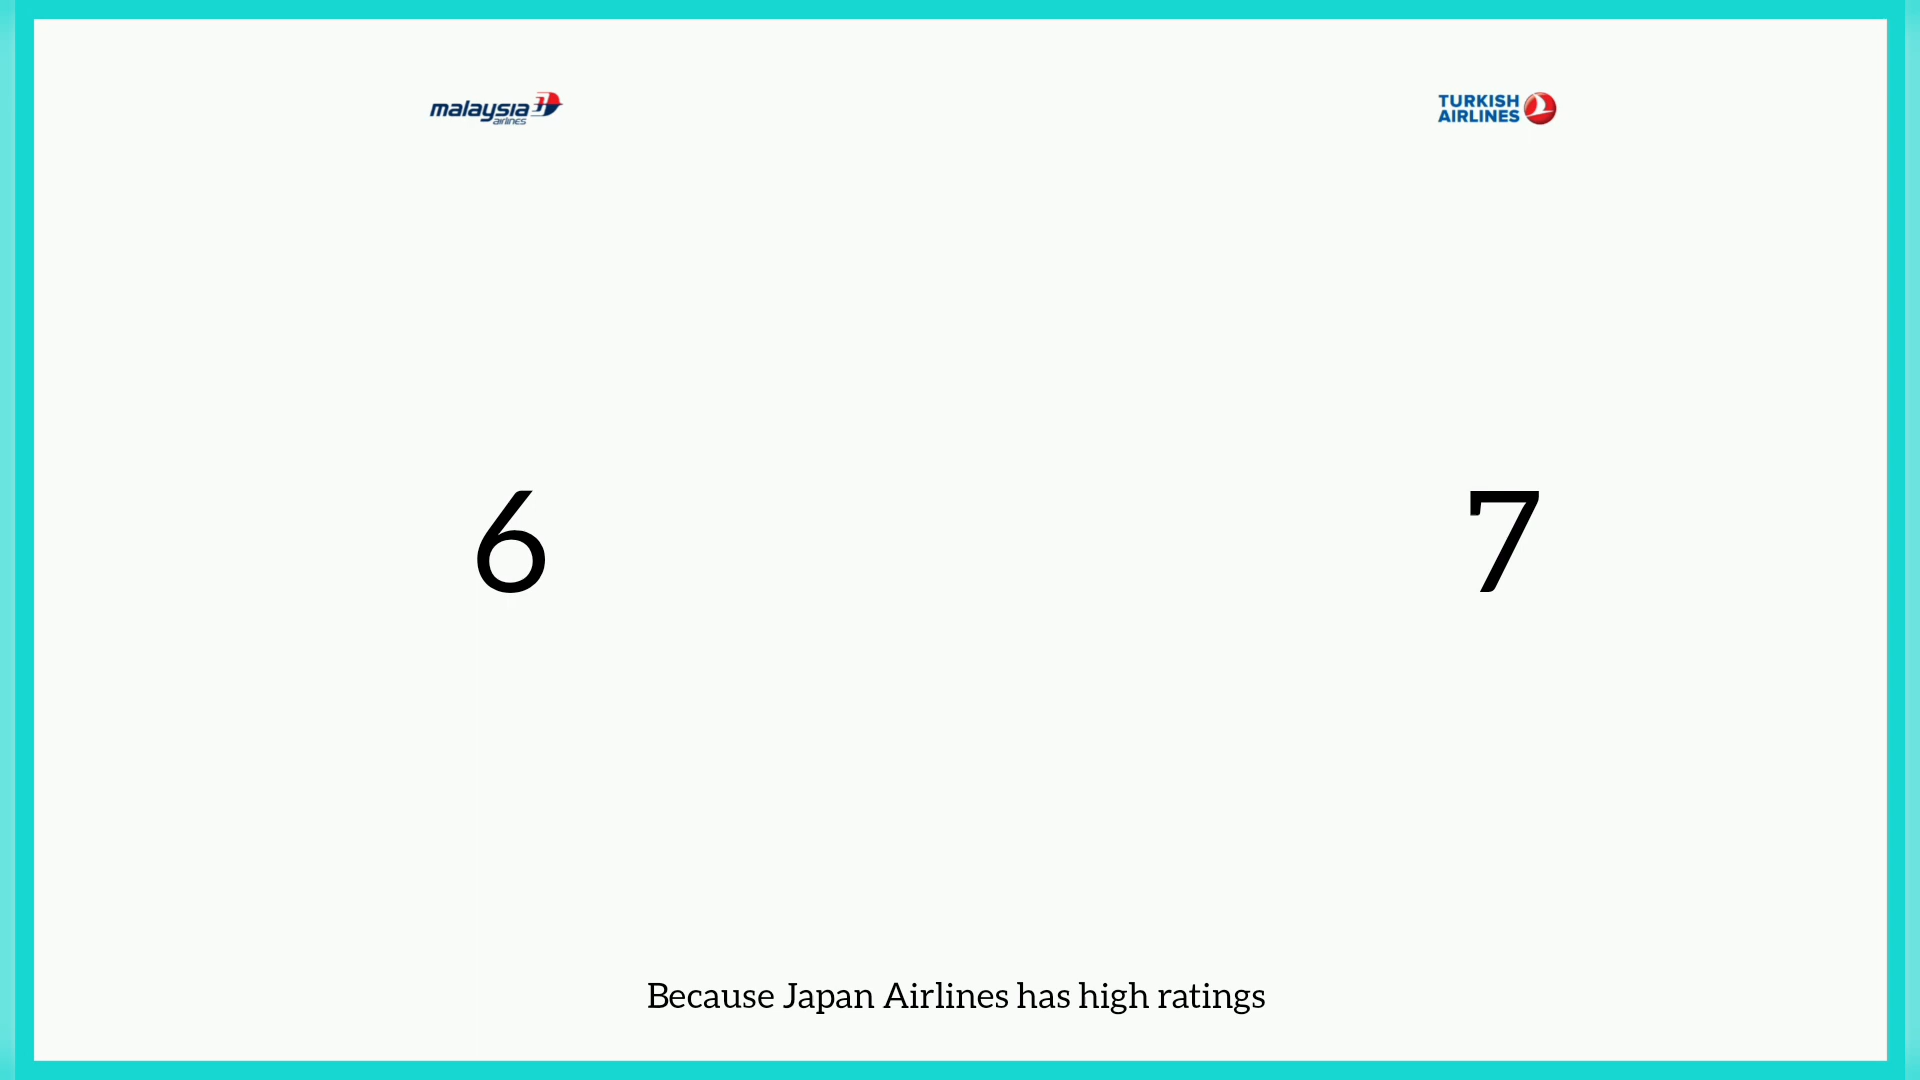 malaysia
airlines
TURKISH
AIRLINES
6
7
Because Japan Airlines has high ratings